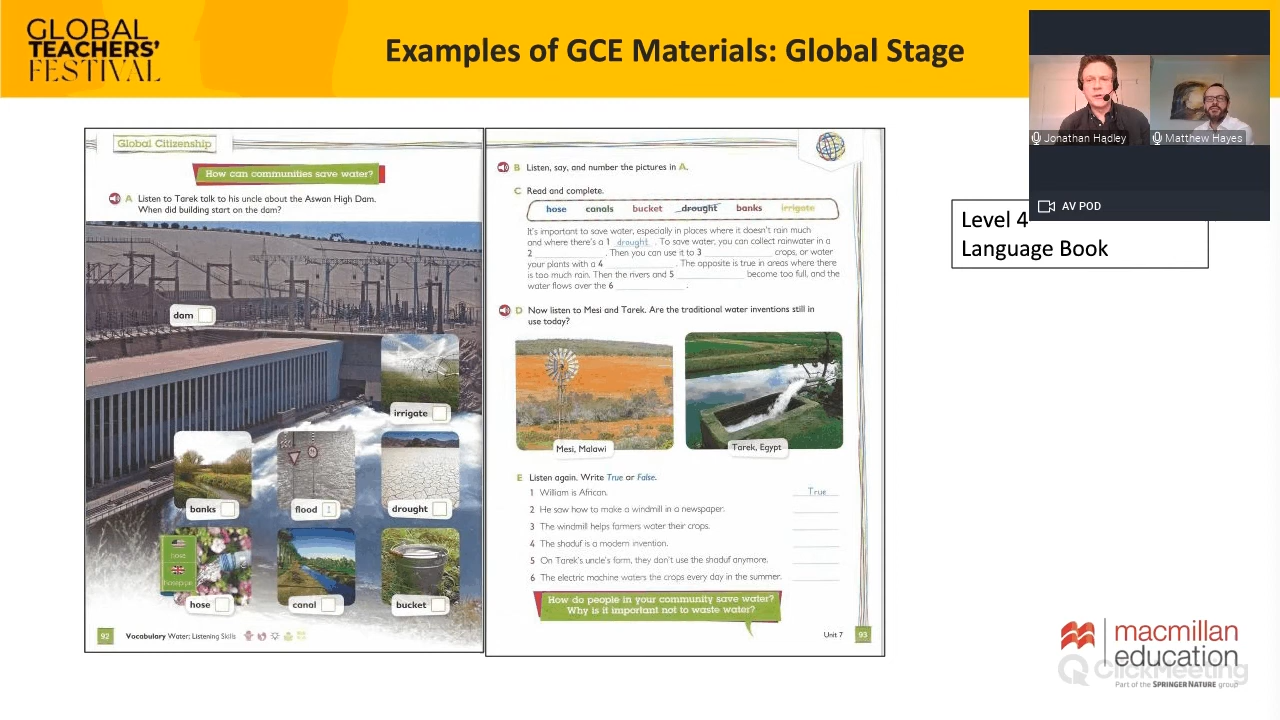 GLOBAL
TEACHERS'
FESTIVAL
Examples of GCE Materials: Global Stage
Jonathan Hadley
Matthew Hayes
AV POD
Level 4
Language Book
Global Citizenship
How can communities save water?
A Listen to Tarek talk to his uncle about the Aswan High Dam.
When did building start on the dam?
dam
irrigate
banks
flood 1
drought
hose
canal
bucket
92 Vocabulary Water; Listening Skills
B Listen, say, and number the pictures in A.
C Read and complete.
hose canals bucket drought banks irrigate
It's important to save water, especially in places where it doesn't rain much
and where there's a 1 drought . To save water, you can collect rainwater in a
2 ____________ . Then you can use it to 3 ____________ crops, or water
your plants with a 4 ____________ . The opposite is true in areas where there
is too much rain. Then the rivers and 5 ____________ become too full, and the
water flows over the 6 ____________ .
D Now listen to Mesi and Tarek. Are the traditional water inventions still in
use today?
Mesi, Malawi
Tarek, Egypt
E Listen again. Write True or False.
1 William is African. True
2 He saw how to make a windmill in a newspaper.
3 The windmill helps farmers water their crops.
4 The shaduf is a modern invention.
5 On Tarek's uncle's farm, they don't use the shaduf anymore.
6 The electric machine waters the crops every day in the summer.
How do people in your community save water?
Why is it important not to waste water?
Unit 7 93
macmillan
education
ClickMeeting
Part of the SPRINGER NATURE group